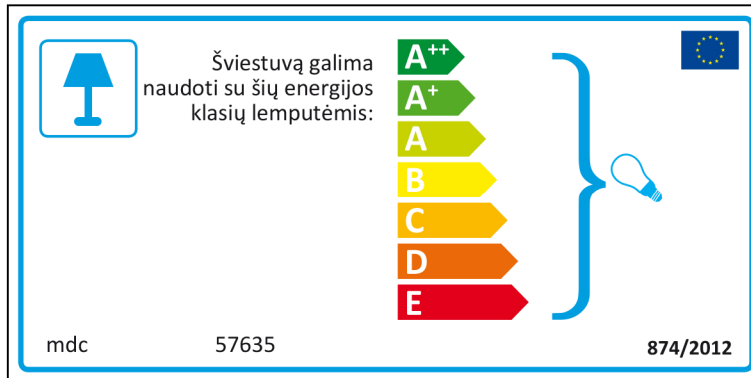 Šviestuvą galima
naudoti su šių energijos
klasių lemputėmis:
A++
A+
A
B
C
D
E
mdc 57635 874/2012